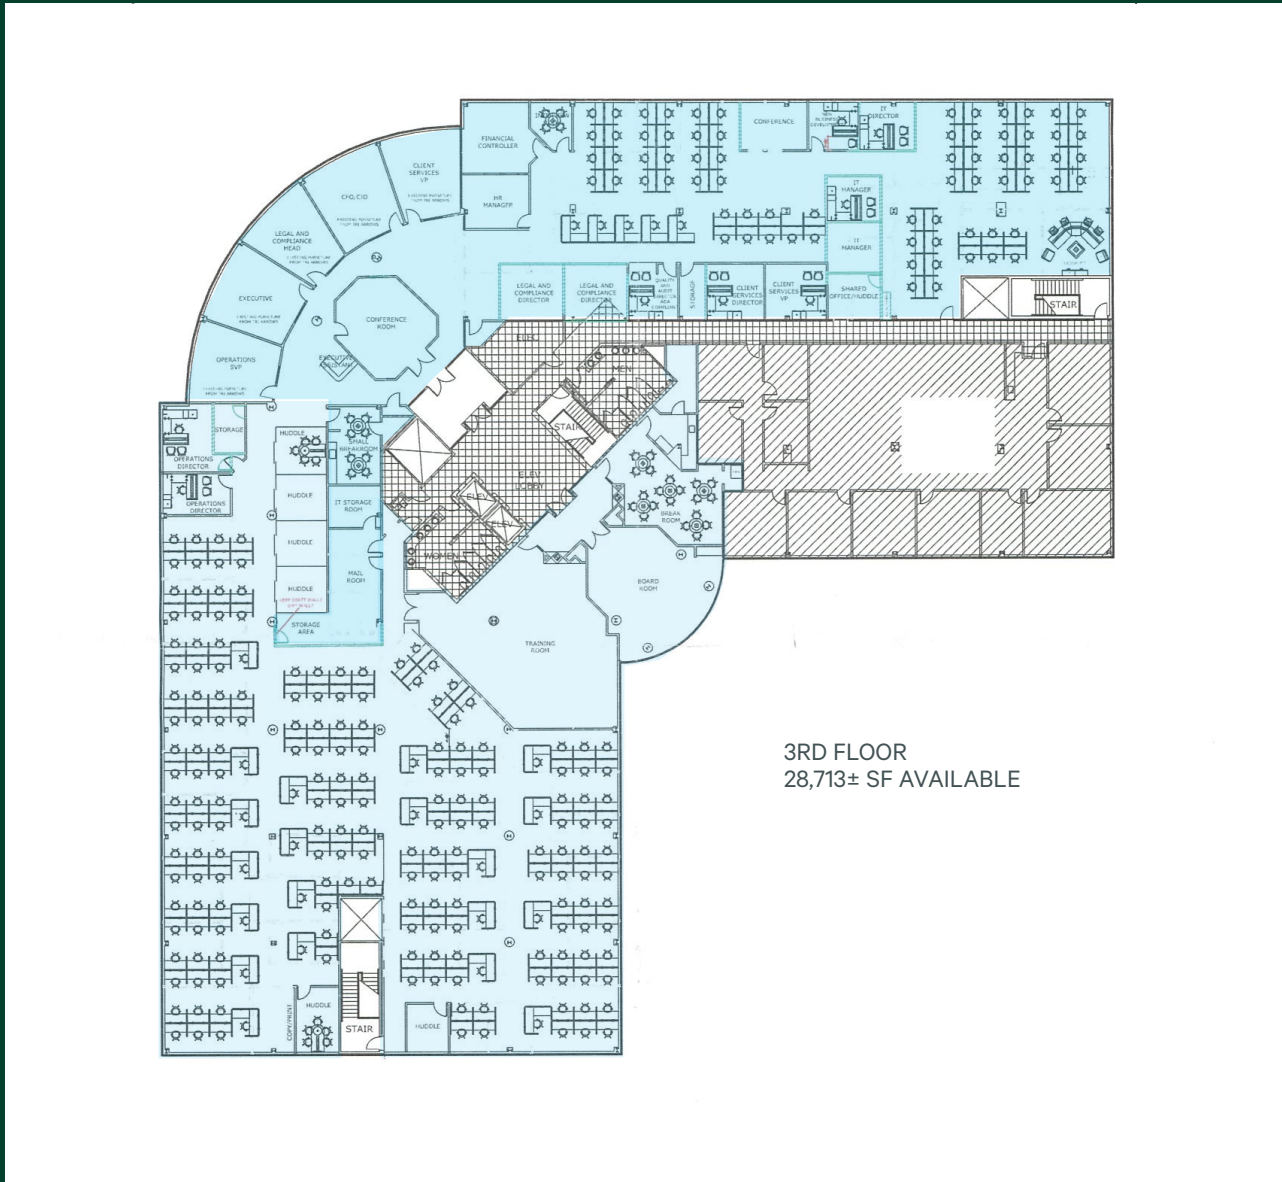 FINANCIAL
CONTROLLER
CONFERENCE
IT
DIRECTOR
CLIENT
SERVICES
VP
CFO/CIO
HR
MANAGER
IT
MANAGER
LEGAL AND
COMPLIANCE
HEAD
IT
MANAGER
EXECUTIVE
LEGAL AND
COMPLIANCE
DIRECTOR
LEGAL AND
COMPLIANCE
DIRECTOR
STORAGE
CLIENT
SERVICES
DIRECTOR
CLIENT
SERVICES
VP
SHARED
OFFICE/HUDDLE
STAIR
CONFERENCE
ROOM
ELEC
OPERATIONS
SVP
EXECUTIVE
ASSISTANT
MEN
STORAGE
HUDDLE
SMALL
BREAKROOM
STAIR
OPERATIONS
DIRECTOR
ELEV
LOBBY
HUDDLE
IT STORAGE
ROOM
OPERATIONS
DIRECTOR
ELEV
ELEV
BREAK
ROOM
HUDDLE
WOMEN
MAIL
ROOM
HUDDLE
BOARD
ROOM
STORAGE
AREA
TRAINING
ROOM
3RD FLOOR
28,713± SF AVAILABLE
COPY/PRINT
HUDDLE
STAIR
HUDDLE